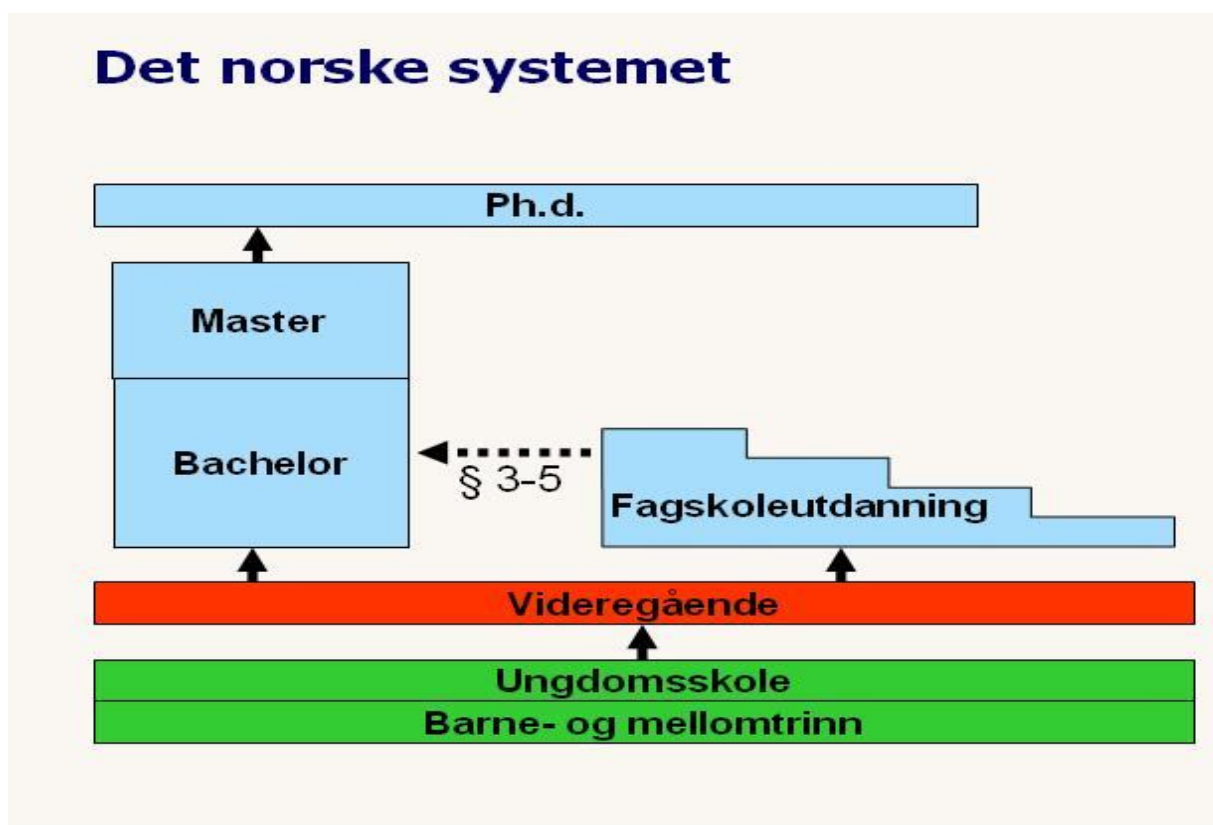 Det norske systemet
Ph.d.
Master
Bachelor
§ 3-5
Fagskoleutdanning
Videregående
Ungdomsskole
Barne- og mellomtrinn